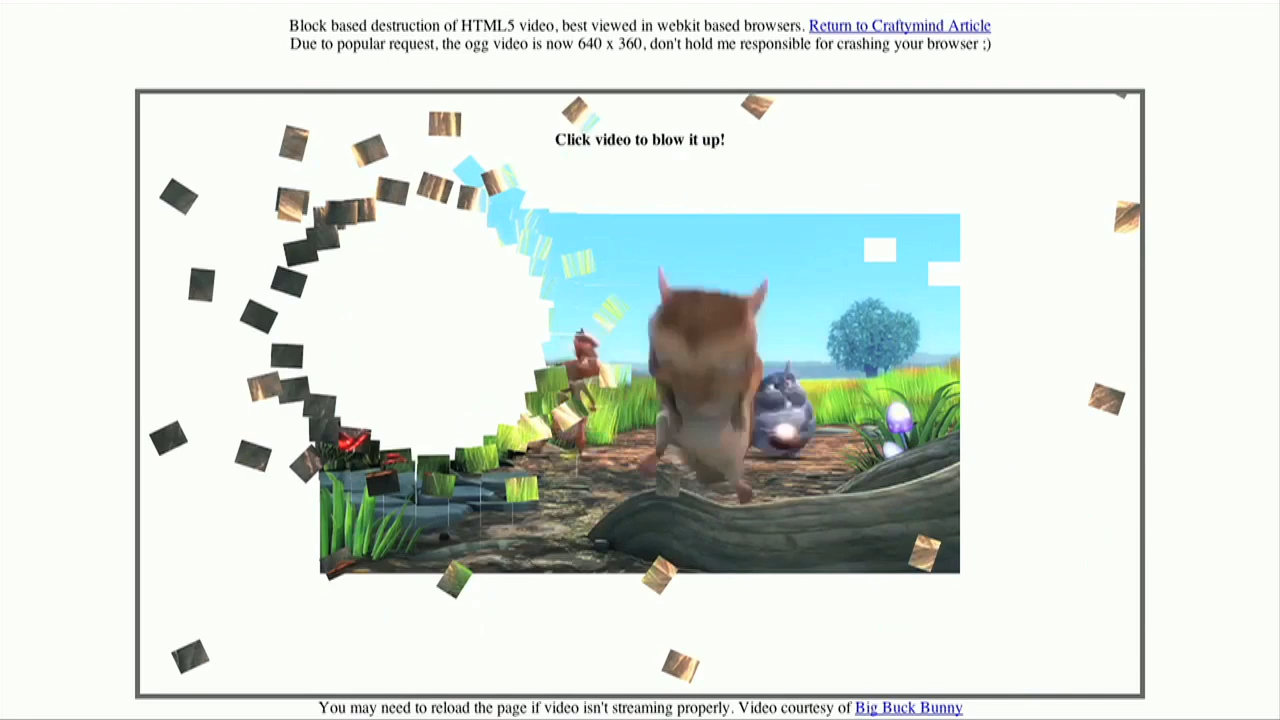 Block based destruction of HTML5 video, best viewed in webkit based browsers. Return to Craftymind Article
Due to popular request, the ogg video is now 640 x 360, don't hold me responsible for crashing your browser ;)
Click video to blow it up!
You may need to reload the page if video isn't streaming properly. Video courtesy of Big Buck Bunny